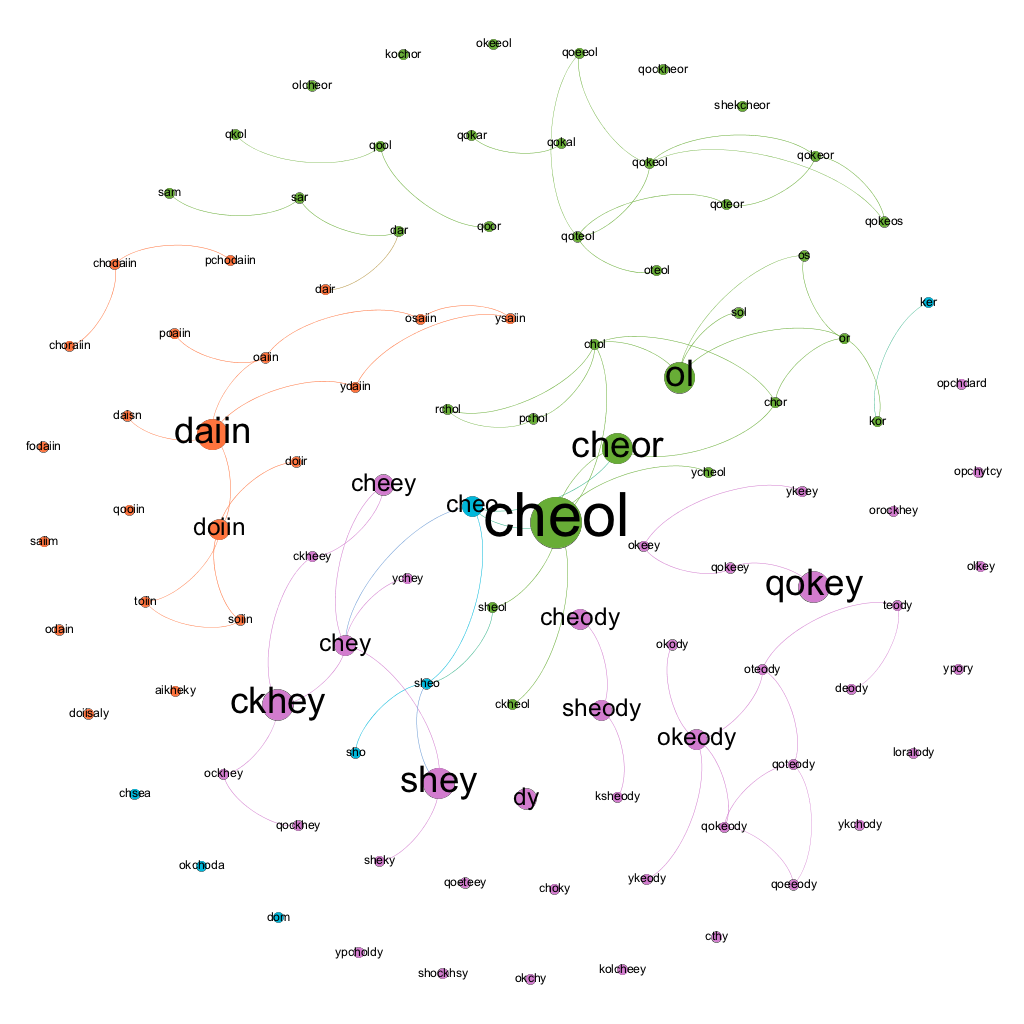 okeeol
kochor
qoeeol
qockheor
olcheor
shekcheor
qkol
qokar
qokal
qool
qokeol
qokeor
sam
sar
qoteor
qokeos
qoor
dar
qoteol
os
chodaiin
pchodaiin
oteol
dair
ker
sol
osaiin
ysaiin
poaiin
or
choraiin
chol
oaiin
ol
opchdard
ydaiin
chor
rchol
daisn
pchol
kor
daiin
fodaiin
cheor
doiir
ycheol
opchytcy
cheey
ykeey
cheo
cheol
qooiin
orockhey
doiin
saiim
okeey
ckheey
olkey
qokeey
ychey
qokey
toiin
sheol
teody
soiin
cheody
odain
chey
okody
oteody
ypory
sheo
deody
aikheky
ckhey
ckheol
sheody
doiisaly
okeody
sho
loralody
qoteody
ockhey
shey
chsea
dy
ksheody
qockhey
qokeody
ykchody
sheky
okchoda
ykeody
qoeteey
qoeeody
choky
dom
cthy
ypcholdy
kolcheey
shockhsy
okchy